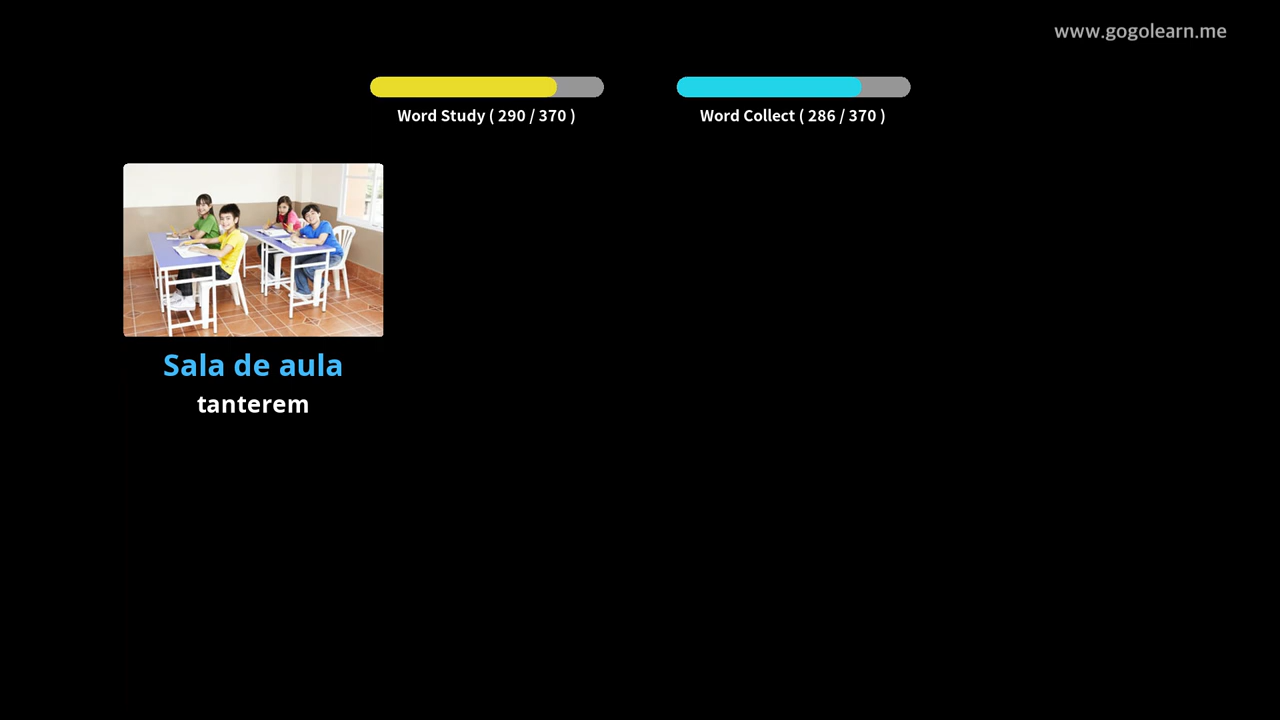 www.gogolearn.me
Word Study ( 290 / 370 )
Word Collect ( 286 / 370 )
Sala de aula
tanterem